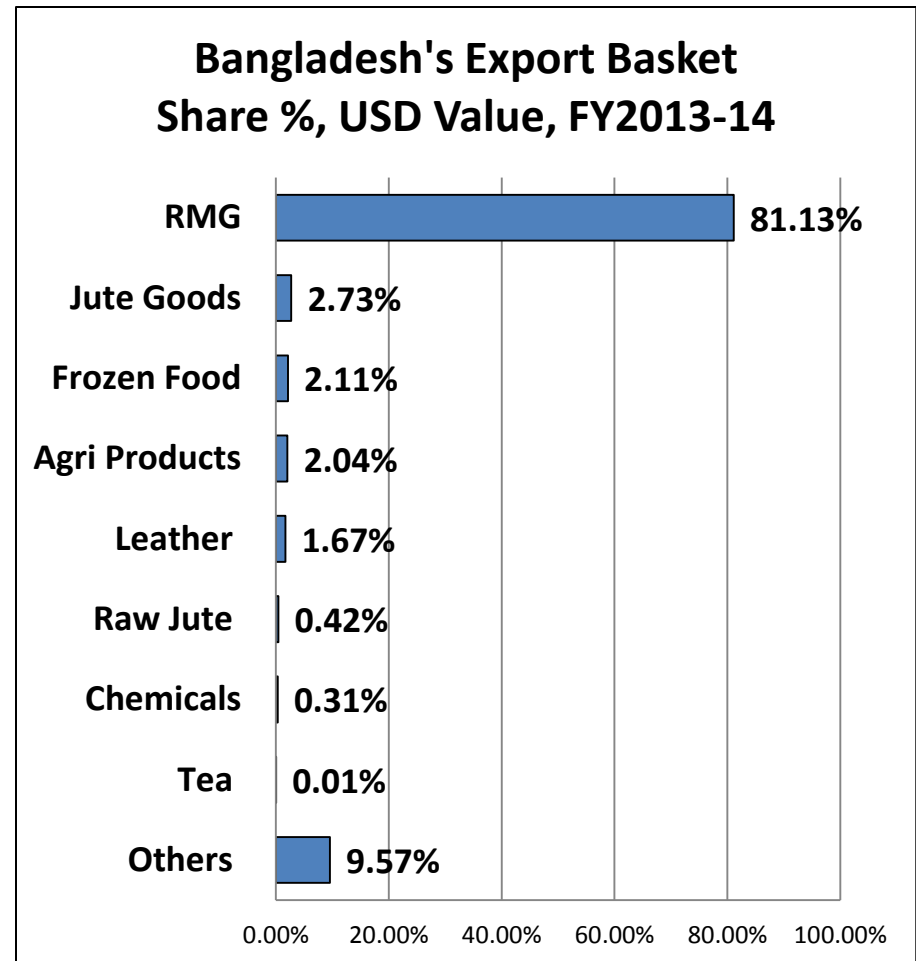 Bangladesh's Export Basket
Share %, USD Value, FY2013-14
RMG 81.13%
Jute Goods 2.73%
Frozen Food 2.11%
Agri Products 2.04%
Leather 1.67%
Raw Jute 0.42%
Chemicals 0.31%
Tea 0.01%
Others 9.57%
0.00% 20.00% 40.00% 60.00% 80.00% 100.00%